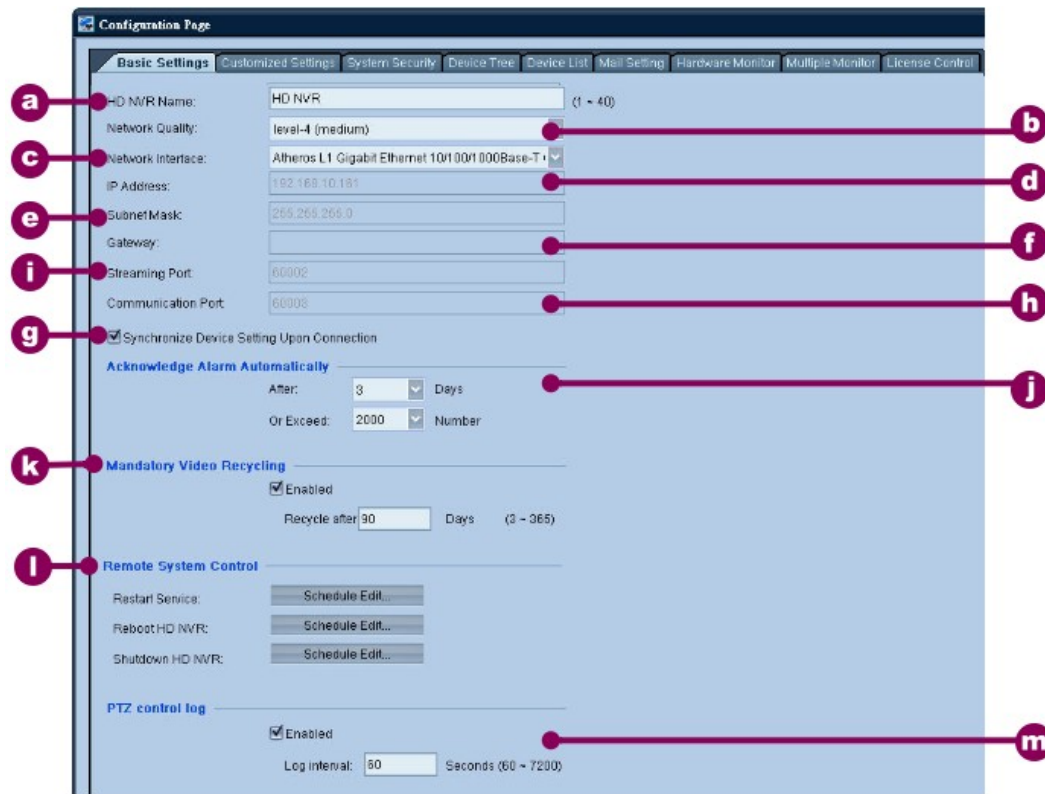 Configuration Page
Basic Settings Customized Settings System Security Device Tree Device List Mail Setting Hardware Monitor Multiple Monitor License Control
a HD NVR Name: HD NVR (1 ~ 40)
Network Quality: level-4 (medium) b
c Network Interface: Atheros L1 Gigabit Ethernet 10/100/1000Base-T
IP Address: 192.168.10.161 d
e Subnet Mask: 255.255.255.0
Gateway: f
i Streaming Port: 60002
Communication Port: 60003 h
g Synchronize Device Setting Upon Connection
Acknowledge Alarm Automatically
After: 3 Days j
Or Exceed: 2000 Number
k Mandatory Video Recycling
Enabled
Recycle after 90 Days (3 ~ 365)
l Remote System Control
Restart Service: Schedule Edit...
Reboot HD NVR: Schedule Edit...
Shutdown HD NVR: Schedule Edit...
PTZ control log
Enabled m
Log interval: 60 Seconds (60 ~ 7200)